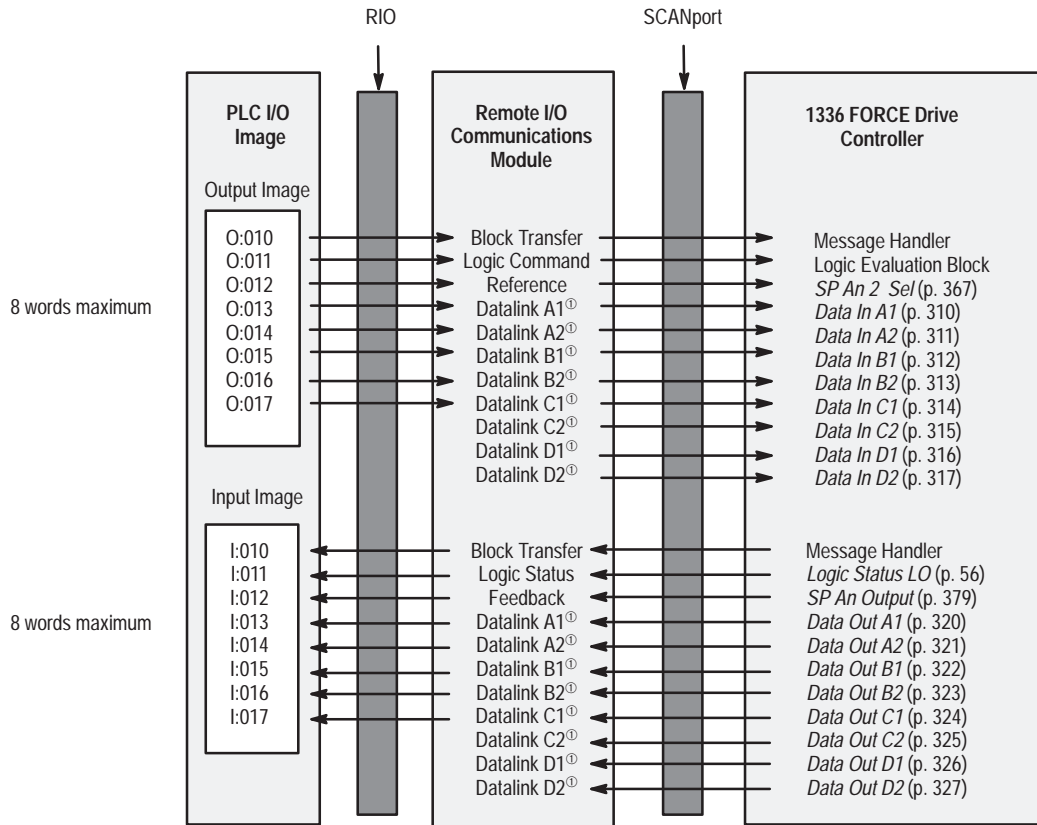 RIO
SCANport
PLC I/O
Image
Remote I/O
Communications
Module
1336 FORCE Drive
Controller
Output Image
8 words maximum
O:010
O:011
O:012
O:013
O:014
O:015
O:016
O:017
Block Transfer
Logic Command
Reference
Datalink A1①
Datalink A2①
Datalink B1①
Datalink B2①
Datalink C1①
Datalink C2①
Datalink D1①
Datalink D2①
Message Handler
Logic Evaluation Block
SP An 2 Sel (p. 367)
Data In A1 (p. 310)
Data In A2 (p. 311)
Data In B1 (p. 312)
Data In B2 (p. 313)
Data In C1 (p. 314)
Data In C2 (p. 315)
Data In D1 (p. 316)
Data In D2 (p. 317)
Input Image
8 words maximum
I:010
I:011
I:012
I:013
I:014
I:015
I:016
I:017
Block Transfer
Logic Status
Feedback
Datalink A1①
Datalink A2①
Datalink B1①
Datalink B2①
Datalink C1①
Datalink C2①
Datalink D1①
Datalink D2①
Message Handler
Logic Status LO (p. 56)
SP An Output (p. 379)
Data Out A1 (p. 320)
Data Out A2 (p. 321)
Data Out B1 (p. 322)
Data Out B2 (p. 323)
Data Out C1 (p. 324)
Data Out C2 (p. 325)
Data Out D1 (p. 326)
Data Out D2 (p. 327)